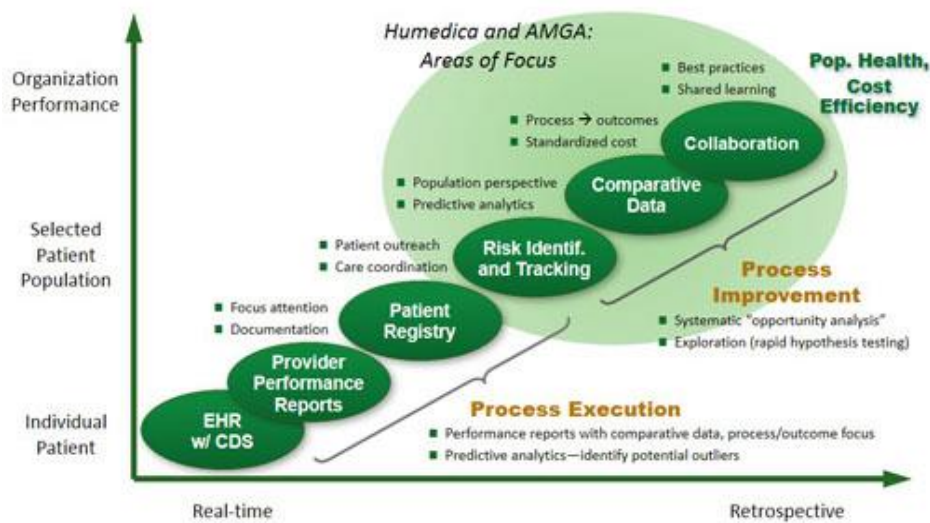 Humedica and AMGA:
Areas of Focus
Organization
Performance
Pop. Health,
Cost
Efficiency
■ Best practices
■ Shared learning
Collaboration
■ Process → outcomes
■ Standardized cost
Comparative
Data
■ Population perspective
■ Predictive analytics
Selected
Patient
Population
Risk Identif.
and Tracking
■ Patient outreach
■ Care coordination
Process
Improvement
■ Systematic "opportunity analysis"
■ Exploration (rapid hypothesis testing)
Patient
Registry
■ Focus attention
■ Documentation
Provider
Performance
Reports
Individual
Patient
EHR
w/ CDS
Process Execution
■ Performance reports with comparative data, process/outcome focus
■ Predictive analytics—identify potential outliers
Real-time
Retrospective